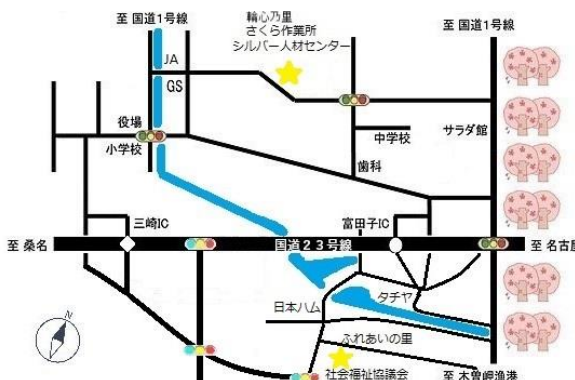 至 国道1号線
輪心乃里
さくら作業所
シルバー人材センター
至 国道1号線
JA
GS
役場
小学校
中学校
サラダ館
歯科
三崎IC
富田子IC
至 桑名
国道23号線
至 名古屋
日本ハム
タチヤ
ふれあいの里
社会福祉協議会
至 木曽岬漁港
N